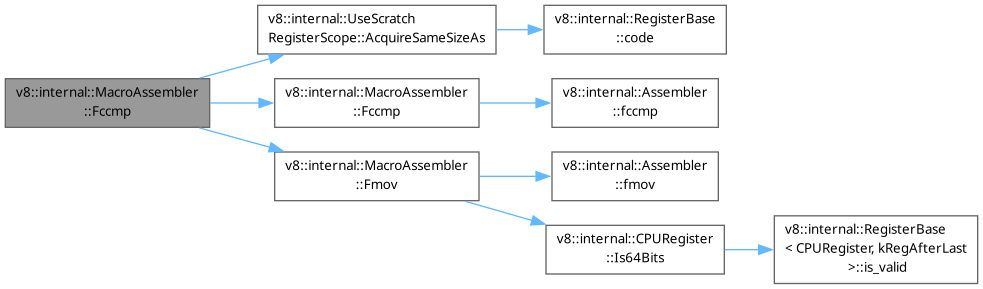 v8::internal::UseScratch
RegisterScope::AcquireSameSizeAs
v8::internal::RegisterBase
::code
v8::internal::MacroAssembler
::Fccmp
v8::internal::MacroAssembler
::Fccmp
v8::internal::Assembler
::fccmp
v8::internal::MacroAssembler
::Fmov
v8::internal::Assembler
::fmov
v8::internal::CPURegister
::Is64Bits
v8::internal::RegisterBase
< CPURegister, kRegAfterLast
>::is_valid